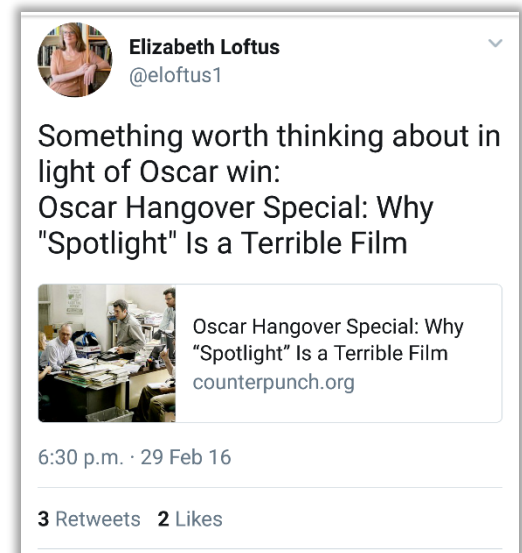 Elizabeth Loftus
@eloftus1
Something worth thinking about in
light of Oscar win:
Oscar Hangover Special: Why
"Spotlight" Is a Terrible Film
Oscar Hangover Special: Why
“Spotlight” Is a Terrible Film
counterpunch.org
6:30 p.m. · 29 Feb 16
3 Retweets 2 Likes